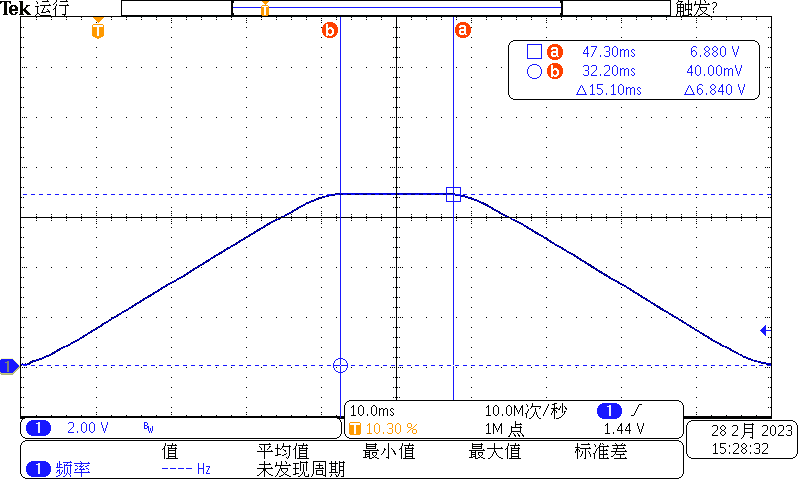 Tek 运行 触发?
T
T b a
a 47.30ms 6.880 V
b 32.20ms 40.00mV
△15.10ms △6.840 V
1
1 2.00 V BW
10.0ms 10.0M次/秒 1
T 10.30 % 1M 点 1.44 V
值 平均值 最小值 最大值 标准差
1 频率 ---- Hz 未发现周期
28 2月 2023
15:28:32